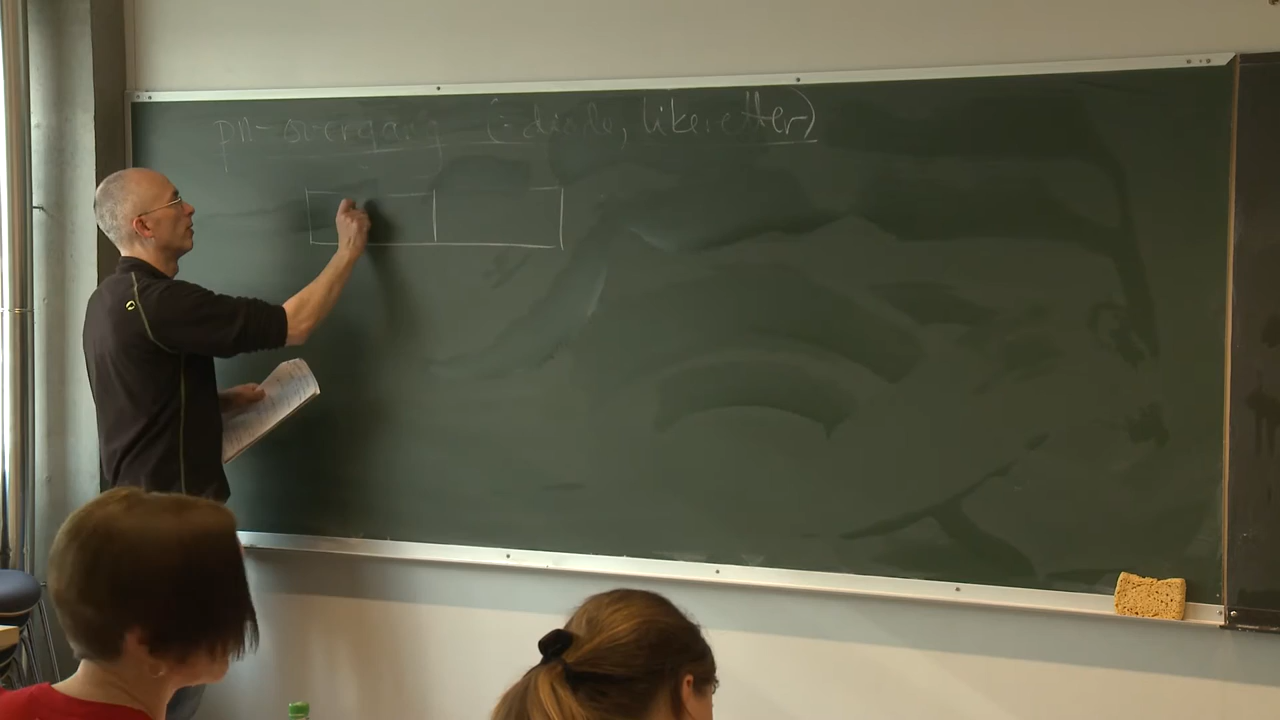 pn-overgang (= diode, likeretter)